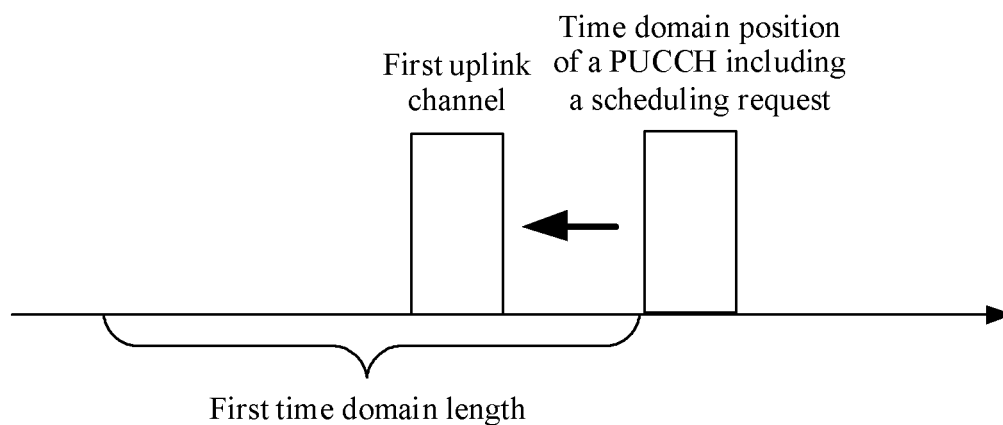 First uplink
channel
Time domain position
of a PUCCH including
a scheduling request
First time domain length